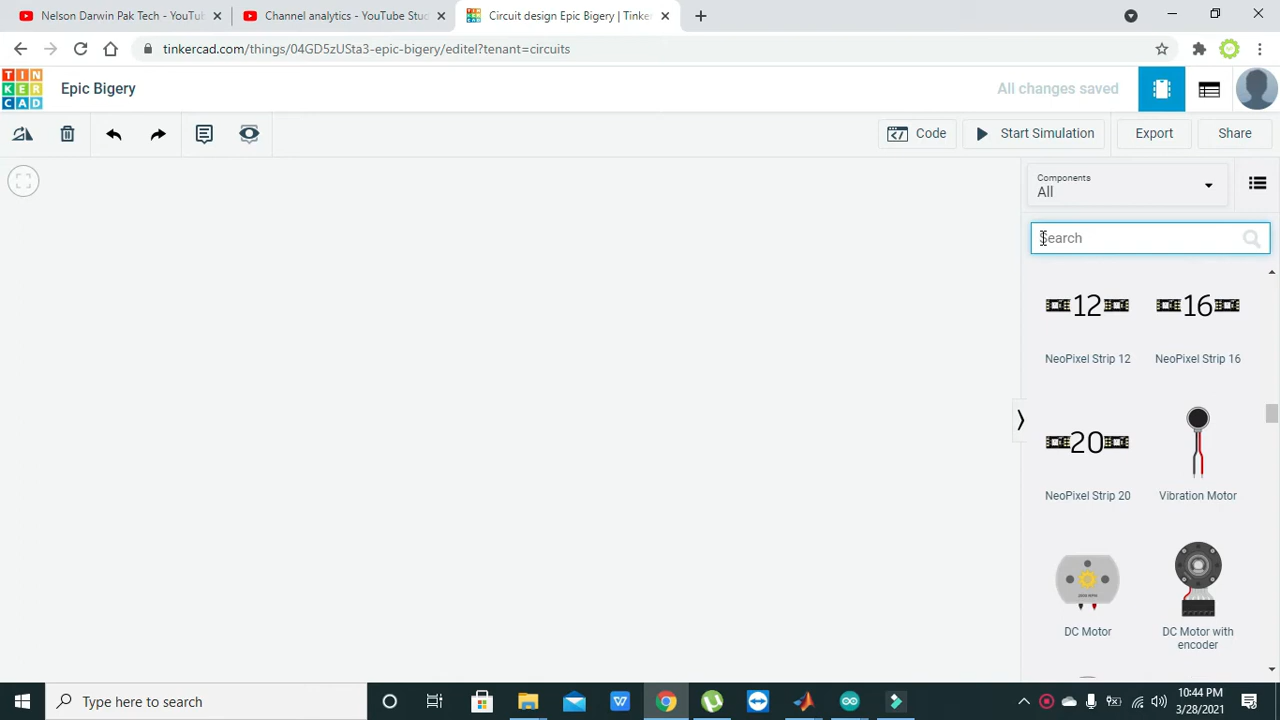 Nelson Darwin Pak Tech - YouTu
Channel analytics - YouTube Stud
Circuit design Epic Bigery | Tinker
tinkercad.com/things/04GD5zUSta3-epic-bigery/editel?tenant=circuits
TIN
KER
CAD
Epic Bigery
All changes saved
Code
Start Simulation
Export
Share
Components
All
Search
12
16
NeoPixel Strip 12
NeoPixel Strip 16
20
NeoPixel Strip 20
Vibration Motor
DC Motor
DC Motor with
encoder
Type here to search
10:44 PM
3/28/2021